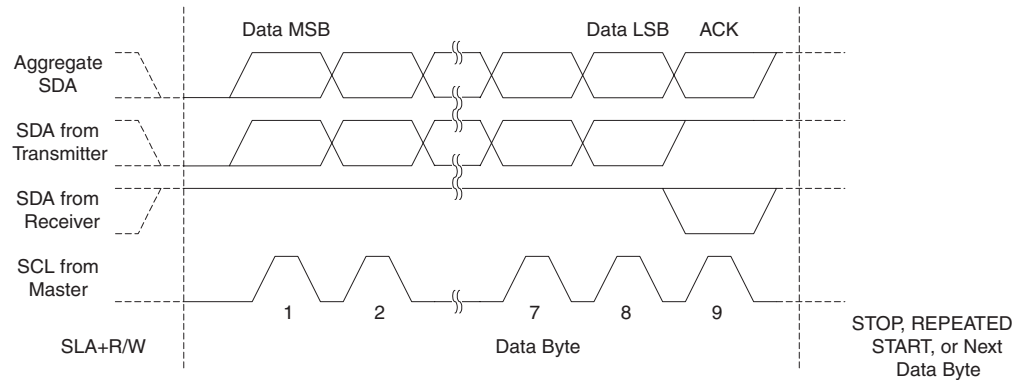 Data MSB
Data LSB
ACK
Aggregate
SDA
SDA from
Transmitter
SDA from
Receiver
SCL from
Master
1
2
7
8
9
SLA+R/W
Data Byte
STOP, REPEATED
START, or Next
Data Byte